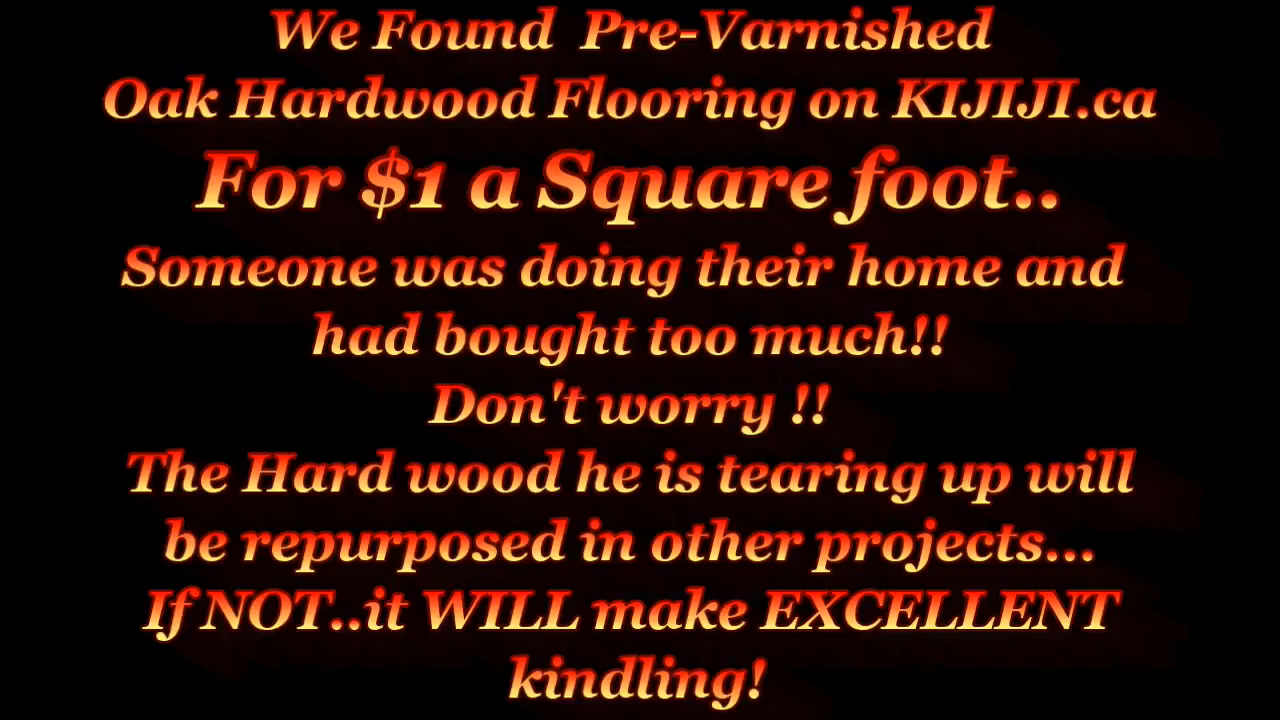 We Found Pre-Varnished
Oak Hardwood Flooring on KIJIJI.ca
For $1 a Square foot..
Someone was doing their home and
had bought too much!!
Don't worry !!
The Hard wood he is tearing up will
be repurposed in other projects...
If NOT..it WILL make EXCELLENT
kindling!